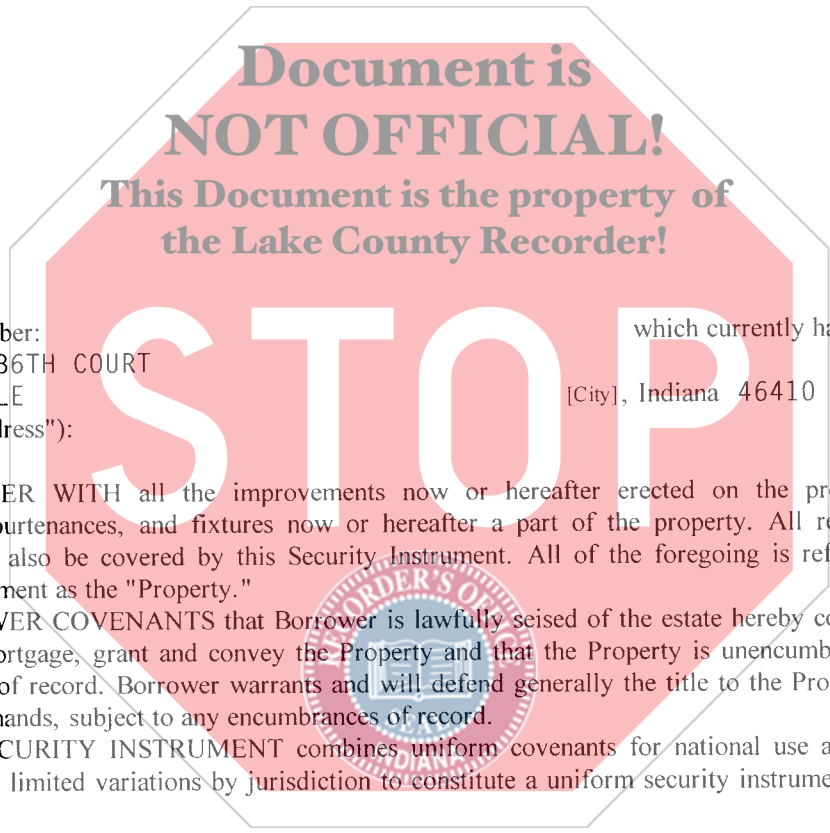 Document is
NOT OFFICIAL!
This Document is the property of
the Lake County Recorder!
STOP
ber: which currently ha
86TH COURT
LE [City], Indiana 46410
dress"):
ER WITH all the improvements now or hereafter erected on the pr
purtenances, and fixtures now or hereafter a part of the property. All re
also be covered by this Security Instrument. All of the foregoing is ref
ment as the "Property."
VER COVENANTS that Borrower is lawfully seised of the estate hereby co
ortgage, grant and convey the Property and that the Property is unencumb
of record. Borrower warrants and will defend generally the title to the Pro
mands, subject to any encumbrances of record.
CURITY INSTRUMENT combines uniform covenants for national use a
limited variations by jurisdiction to constitute a uniform security instrume
RECORDER'S OFFICE
INDIANA